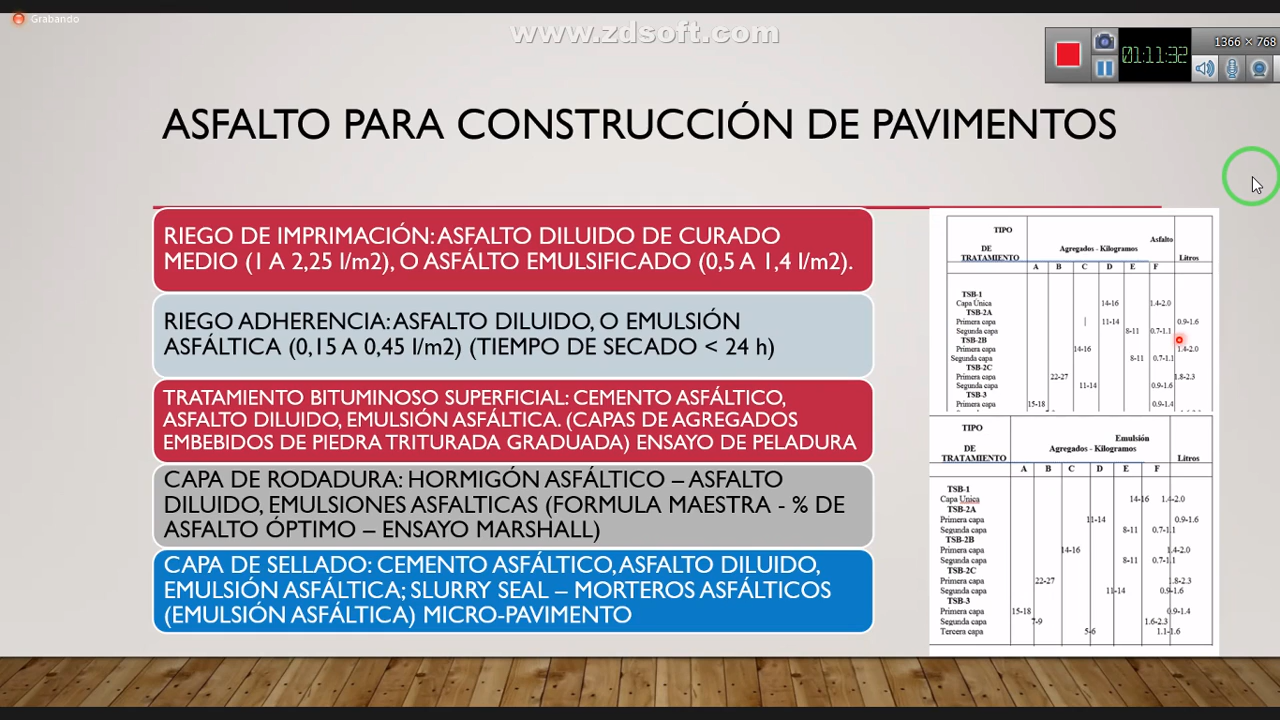 Grabando
www.zdsoft.com
01:11:32
1366 × 768
ASFALTO PARA CONSTRUCCIÓN DE PAVIMENTOS
RIEGO DE IMPRIMACIÓN: ASFALTO DILUIDO DE CURADO
MEDIO (1 A 2,25 l/m2), O ASFÁLTO EMULSIFICADO (0,5 A 1,4 l/m2).
RIEGO ADHERENCIA: ASFALTO DILUIDO, O EMULSIÓN
ASFÁLTICA (0,15 A 0,45 l/m2) (TIEMPO DE SECADO < 24 h)
TRATAMIENTO BITUMINOSO SUPERFICIAL: CEMENTO ASFÁLTICO,
ASFALTO DILUIDO, EMULSIÓN ASFÁLTICA. (CAPAS DE AGREGADOS
EMBEBIDOS DE PIEDRA TRITURADA GRADUADA) ENSAYO DE PELADURA
CAPA DE RODADURA: HORMIGÓN ASFÁLTICO – ASFALTO
DILUIDO, EMULSIONES ASFALTICAS (FORMULA MAESTRA - % DE
ASFALTO ÓPTIMO – ENSAYO MARSHALL)
CAPA DE SELLADO: CEMENTO ASFÁLTICO, ASFALTO DILUIDO,
EMULSIÓN ASFÁLTICA; SLURRY SEAL – MORTEROS ASFÁLTICOS
(EMULSIÓN ASFÁLTICA) MICRO-PAVIMENTO
TIPO
Asfalto
DE Agregados - Kilogramos
TRATAMIENTO Litros
A B C D E F
TSB-1
Capa Única 14-16 1.4-2.0
TSB-2A
Primera capa 11-14 0.9-1.6
Segunda capa 8-11 0.7-1.1
TSB-2B
Primera capa 14-16 1.4-2.0
Segunda capa 8-11 0.7-1.1
TSB-2C
Primera capa 22-27 1.8-2.3
Segunda capa 11-14 0.9-1.6
TSB-3
Primera capa 15-18 0.9-1.4
TIPO
Emulsión
DE Agregados - Kilogramos
TRATAMIENTO Litros
A B C D E F
TSB-1
Capa Unica 14-16 1.4-2.0
TSB-2A
Primera capa 11-14 0.9-1.6
Segunda capa 8-11 0.7-1.1
TSB-2B
Primera capa 14-16 1.4-2.0
Segunda capa 8-11 0.7-1.1
TSB-2C
Primera capa 22-27 1.8-2.3
Segunda capa 11-14 0.9-1.6
TSB-3
Primera capa 15-18 0.9-1.4
Segunda capa 7-9 1.6-2.3
Tercera capa 5-6 1.1-1.6